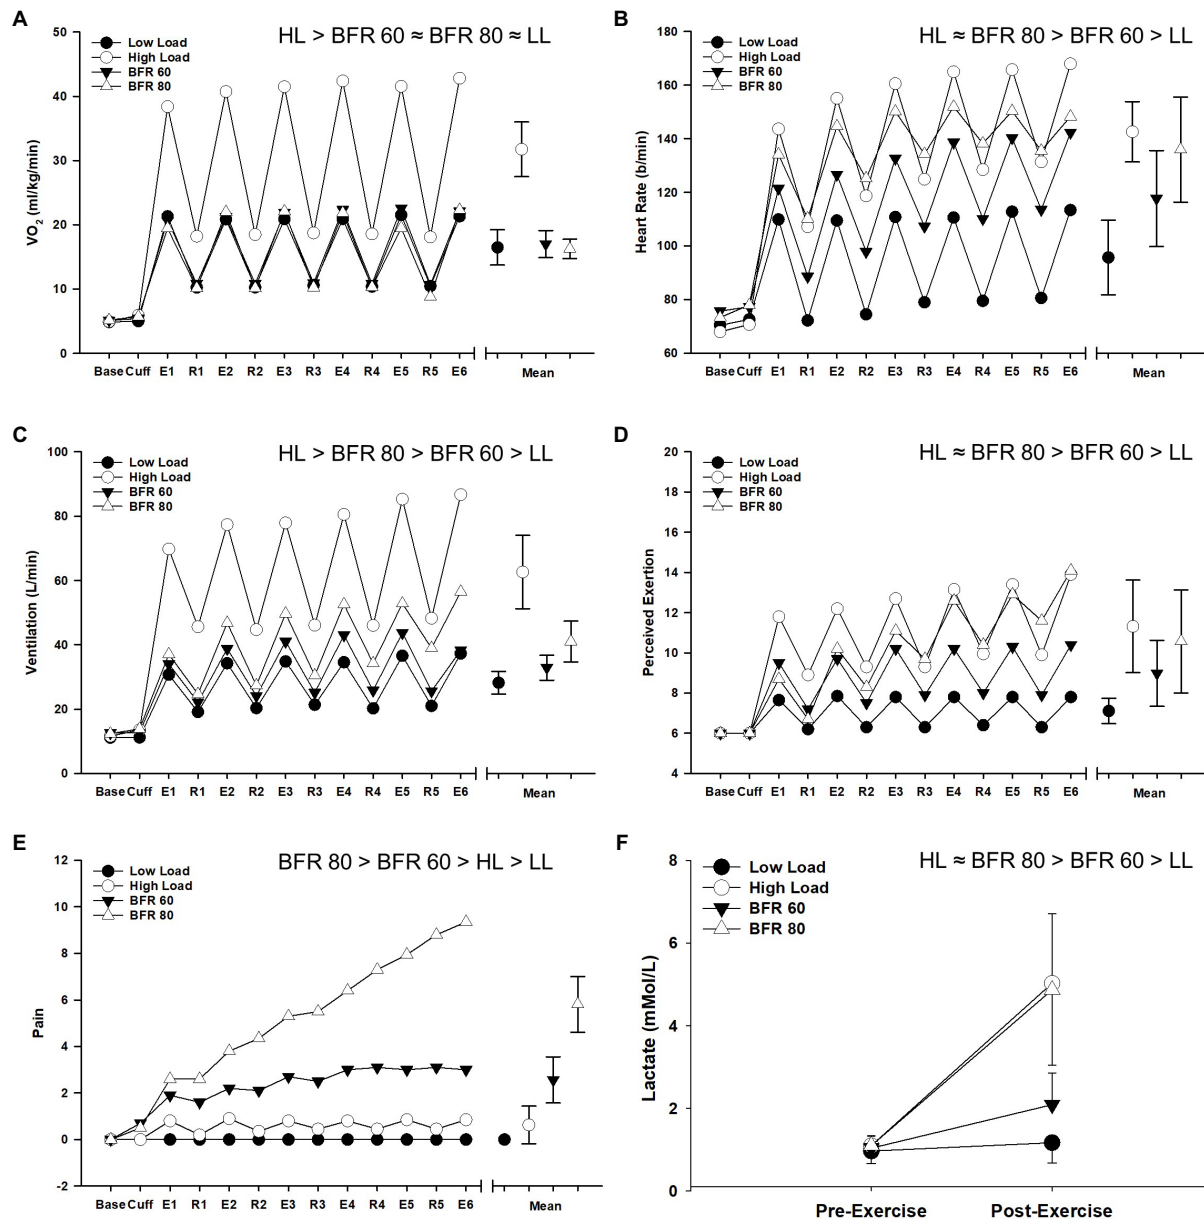 A
HL > BFR 60 ≈ BFR 80 ≈ LL
Low Load
High Load
BFR 60
BFR 80
VO2 (ml/kg/min)
50
40
30
20
10
0
Base Cuff E1 R1 E2 R2 E3 R3 E4 R4 E5 R5 E6 Mean
B
HL ≈ BFR 80 > BFR 60 > LL
Low Load
High Load
BFR 60
BFR 80
Heart Rate (b/min)
180
160
140
120
100
80
60
Base Cuff E1 R1 E2 R2 E3 R3 E4 R4 E5 R5 E6 Mean
C
HL > BFR 80 > BFR 60 > LL
Low Load
High Load
BFR 60
BFR 80
Ventilation (L/min)
100
80
60
40
20
0
Base Cuff E1 R1 E2 R2 E3 R3 E4 R4 E5 R5 E6 Mean
D
HL ≈ BFR 80 > BFR 60 > LL
Low Load
High Load
BFR 60
BFR 80
Perceived Exertion
20
18
16
14
12
10
8
6
4
Base Cuff E1 R1 E2 R2 E3 R3 E4 R4 E5 R5 E6 Mean
E
BFR 80 > BFR 60 > HL > LL
Low Load
High Load
BFR 60
BFR 80
Pain
12
10
8
6
4
2
0
-2
Base Cuff E1 R1 E2 R2 E3 R3 E4 R4 E5 R5 E6 Mean
F
HL ≈ BFR 80 > BFR 60 > LL
Low Load
High Load
BFR 60
BFR 80
Lactate (mMol/L)
8
6
4
2
0
Pre-Exercise Post-Exercise